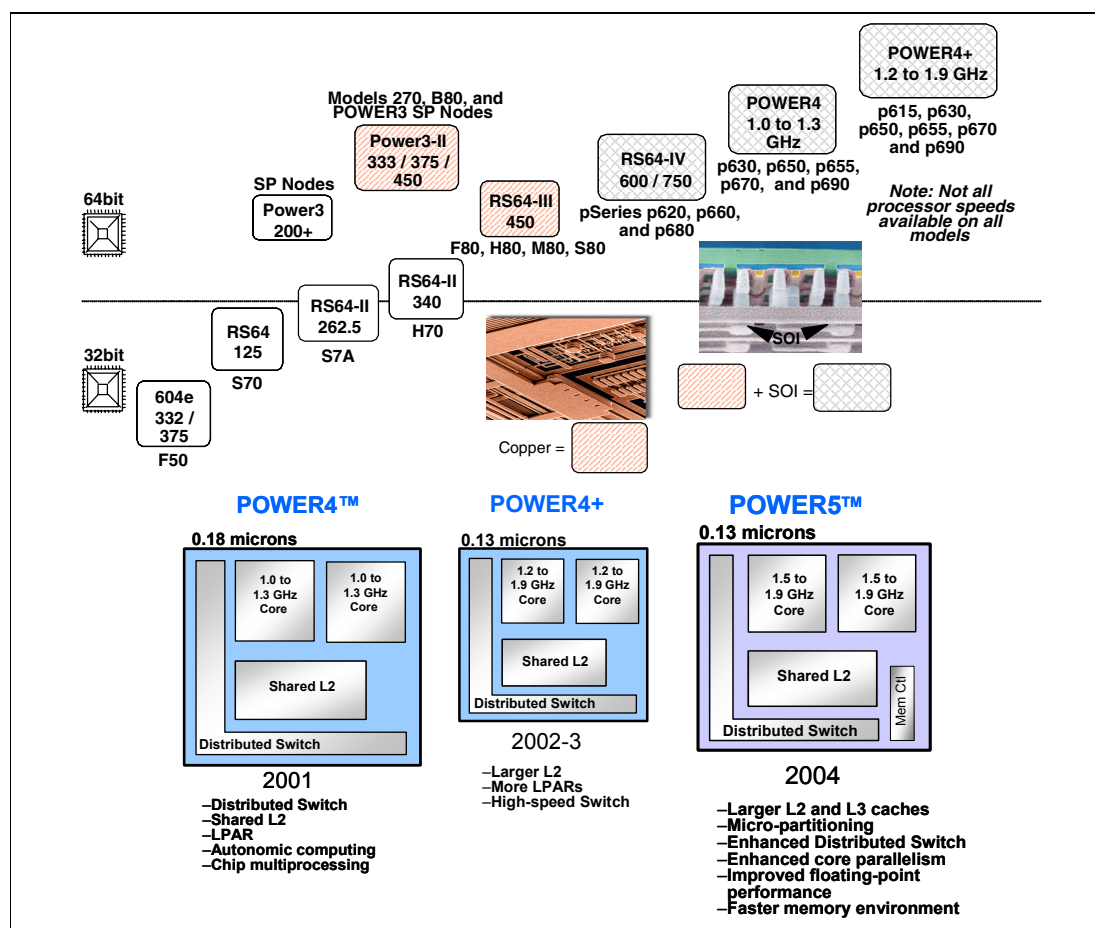 POWER4+
1.2 to 1.9 GHz
p615, p630,
p650, p655, p670
and p690
POWER4
1.0 to 1.3
GHz
p630, p650, p655,
p670, and p690
Note: Not all
processor speeds
available on all
models
Models 270, B80, and
POWER3 SP Nodes
Power3-II
333 / 375 /
450
RS64-IV
600 / 750
pSeries p620, p660,
and p680
SP Nodes
Power3
200+
RS64-III
450
F80, H80, M80, S80
64bit
RS64-II
340
H70
RS64-II
262.5
S7A
RS64
125
S70
32bit
604e
332 /
375
F50
SOI
+ SOI =
Copper =
POWER4™
0.18 microns
1.0 to
1.3 GHz
Core
1.0 to
1.3 GHz
Core
Shared L2
Distributed Switch
2001
–Distributed Switch
–Shared L2
–LPAR
–Autonomic computing
–Chip multiprocessing
POWER4+
0.13 microns
1.2 to
1.9 GHz
Core
1.2 to
1.9 GHz
Core
Shared L2
Distributed Switch
2002-3
–Larger L2
–More LPARs
–High-speed Switch
POWER5™
0.13 microns
1.5 to
1.9 GHz
Core
1.5 to
1.9 GHz
Core
Shared L2
Mem Ctl
Distributed Switch
2004
–Larger L2 and L3 caches
–Micro-partitioning
–Enhanced Distributed Switch
–Enhanced core parallelism
–Improved floating-point
performance
–Faster memory environment